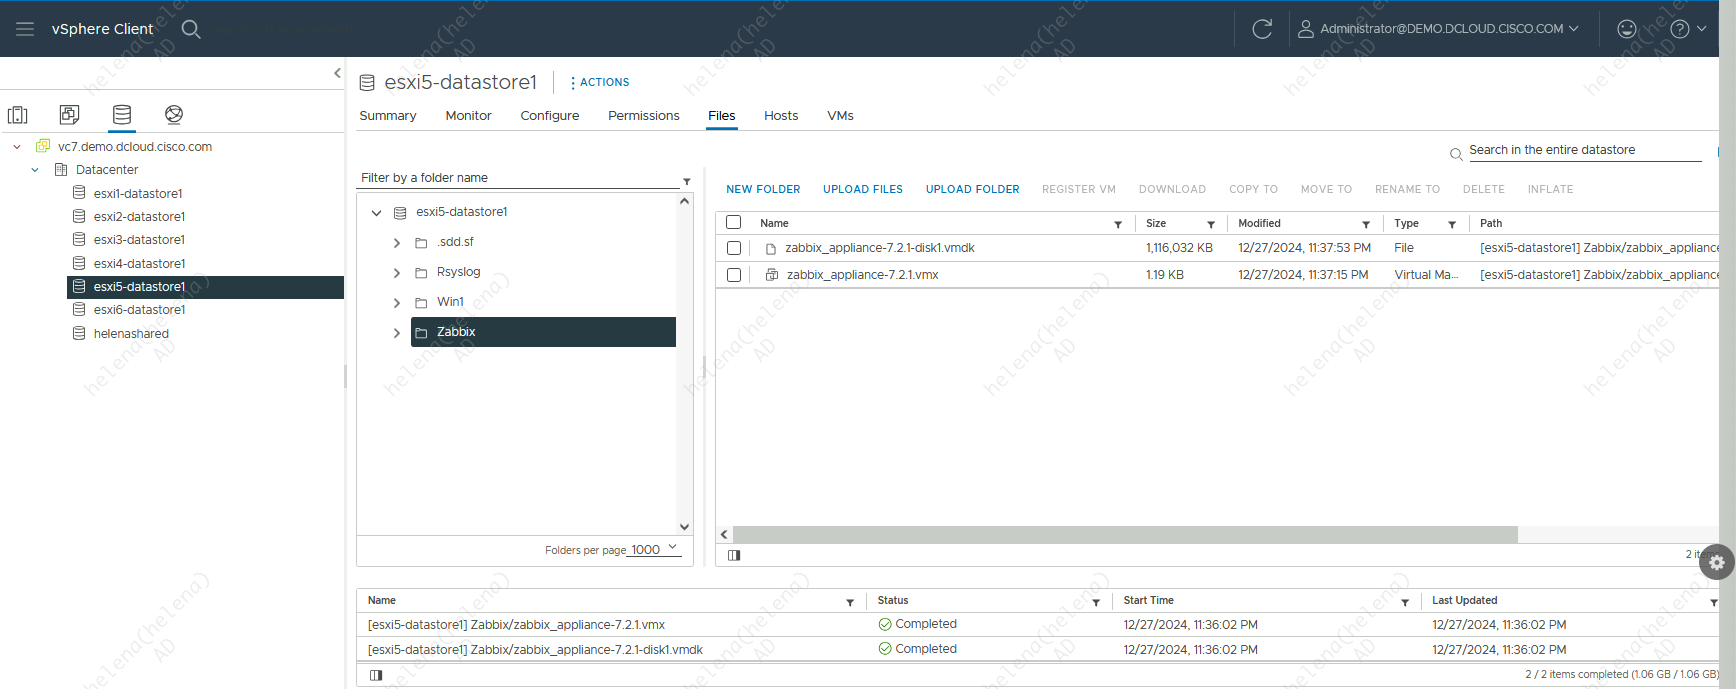 vSphere Client
Administrator@DEMO.DCLOUD.CISCO.COM
esxi5-datastore1
ACTIONS
Summary Monitor Configure Permissions Files Hosts VMs
vc7.demo.dcloud.cisco.com
Datacenter
esxi1-datastore1
esxi2-datastore1
esxi3-datastore1
esxi4-datastore1
esxi5-datastore1
esxi6-datastore1
helenashared
Search in the entire datastore
Filter by a folder name
esxi5-datastore1
.sdd.sf
Rsyslog
Win1
Zabbix
Folders per page 1000
NEW FOLDER UPLOAD FILES UPLOAD FOLDER REGISTER VM DOWNLOAD COPY TO MOVE TO RENAME TO DELETE INFLATE
Name Size Modified Type Path
zabbix_appliance-7.2.1-disk1.vmdk 1,116,032 KB 12/27/2024, 11:37:53 PM File [esxi5-datastore1] Zabbix/zabbix_appliance
zabbix_appliance-7.2.1.vmx 1.19 KB 12/27/2024, 11:37:15 PM Virtual Ma... [esxi5-datastore1] Zabbix/zabbix_appliance
2 items
Name Status Start Time Last Updated
[esxi5-datastore1] Zabbix/zabbix_appliance-7.2.1.vmx Completed 12/27/2024, 11:36:02 PM 12/27/2024, 11:36:02 PM
[esxi5-datastore1] Zabbix/zabbix_appliance-7.2.1-disk1.vmdk Completed 12/27/2024, 11:36:02 PM 12/27/2024, 11:36:02 PM
2 / 2 items completed (1.06 GB / 1.06 GB)
helena(helena)
AD